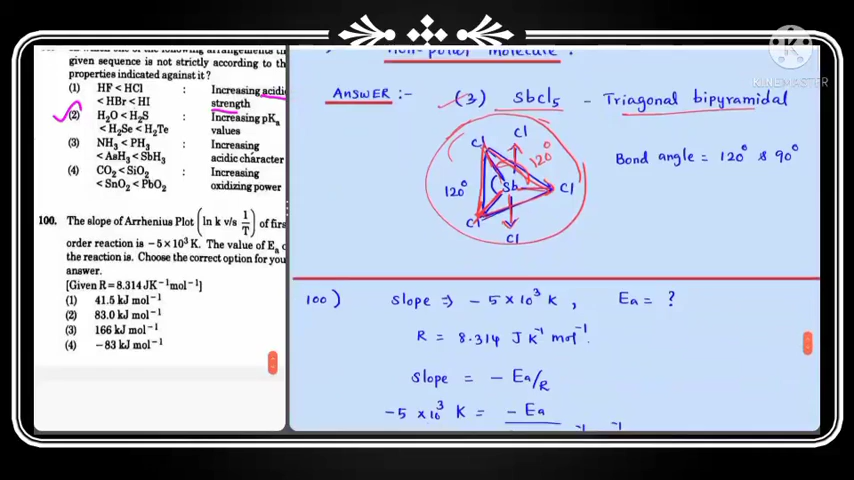 given sequence is not strictly according to the
properties indicated against it?
(1) HF < HCl : Increasing acidic
< HBr < HI strength
(2) H₂O < H₂S : Increasing pKₐ
< H₂Se < H₂Te values
(3) NH₃ < PH₃ : Increasing
< AsH₃ < SbH₃ acidic character
(4) CO₂ < SiO₂ : Increasing
< SnO₂ < PbO₂ oxidizing power
100. The slope of Arrhenius Plot (ln k v/s 1/T) of first
order reaction is −5×10³ K. The value of Eₐ
the reaction is. Choose the correct option for you
answer.
[Given R = 8.314 JK⁻¹mol⁻¹]
(1) 41.5 kJ mol⁻¹
(2) 83.0 kJ mol⁻¹
(3) 166 kJ mol⁻¹
(4) −83 kJ mol⁻¹
Non-polar molecule.
ANSWER :- (3) SbCl₅ - Triagonal bipyramidal
Bond angle = 120° & 90°
Cl Cl
120°
120° Sb Cl
Cl
Cl
100) Slope ⇒ −5×10³ K, Ea = ?
R = 8.314 J K⁻¹ mol⁻¹.
Slope = −Ea/R
−5×10³ K = −Ea
KINEMASTER